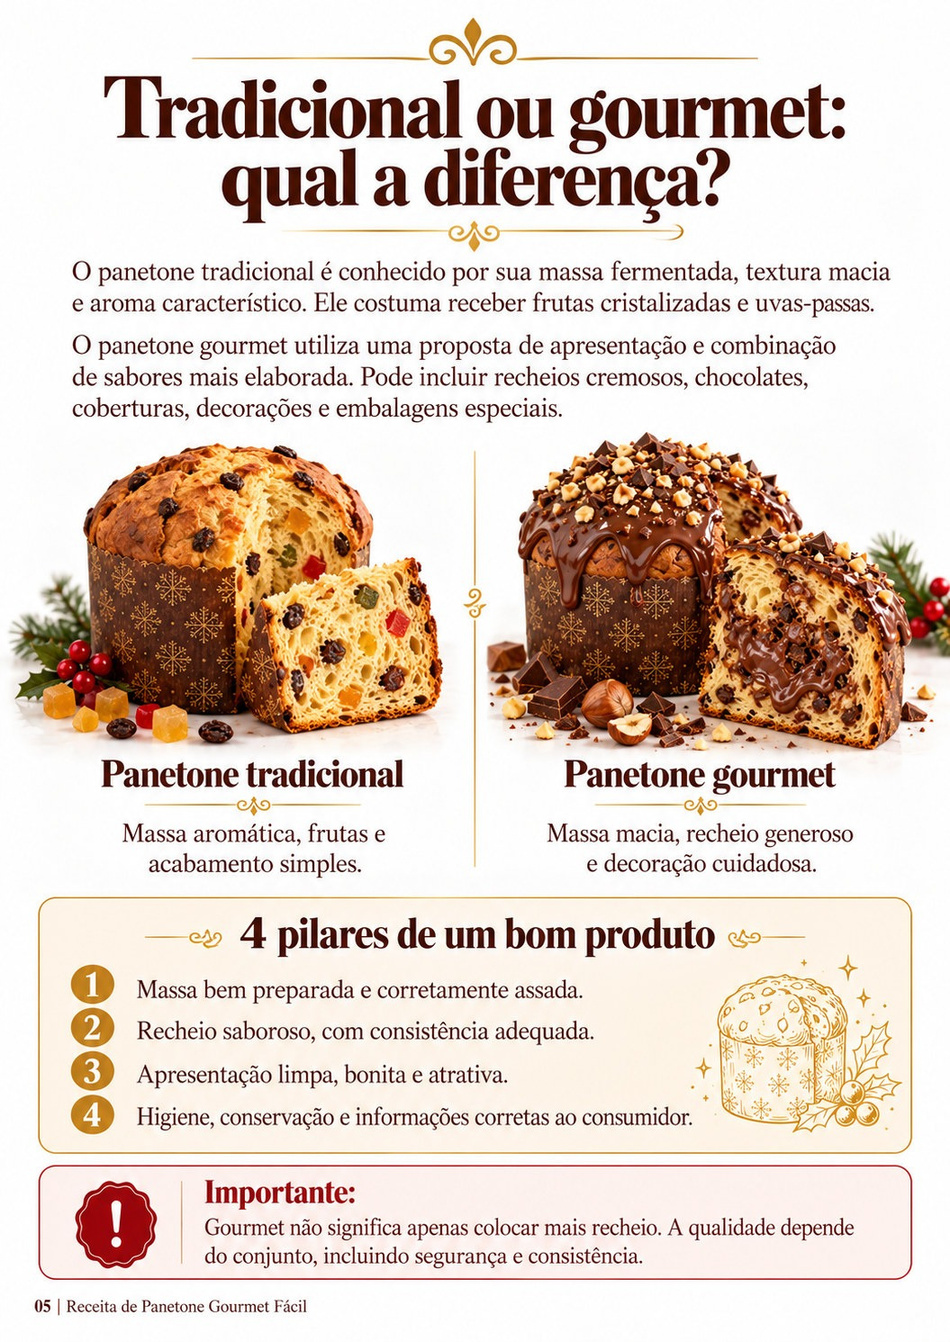 Tradicional ou gourmet:
qual a diferença?
O panetone tradicional é conhecido por sua massa fermentada, textura macia
e aroma característico. Ele costuma receber frutas cristalizadas e uvas-passas.
O panetone gourmet utiliza uma proposta de apresentação e combinação
de sabores mais elaborada. Pode incluir recheios cremosos, chocolates,
coberturas, decorações e embalagens especiais.
Panetone tradicional
Massa aromática, frutas e
acabamento simples.
Panetone gourmet
Massa macia, recheio generoso
e decoração cuidadosa.
4 pilares de um bom produto
1 Massa bem preparada e corretamente assada.
2 Recheio saboroso, com consistência adequada.
3 Apresentação limpa, bonita e atrativa.
4 Higiene, conservação e informações corretas ao consumidor.
!
Importante:
Gourmet não significa apenas colocar mais recheio. A qualidade depende
do conjunto, incluindo segurança e consistência.
05 | Receita de Panetone Gourmet Fácil